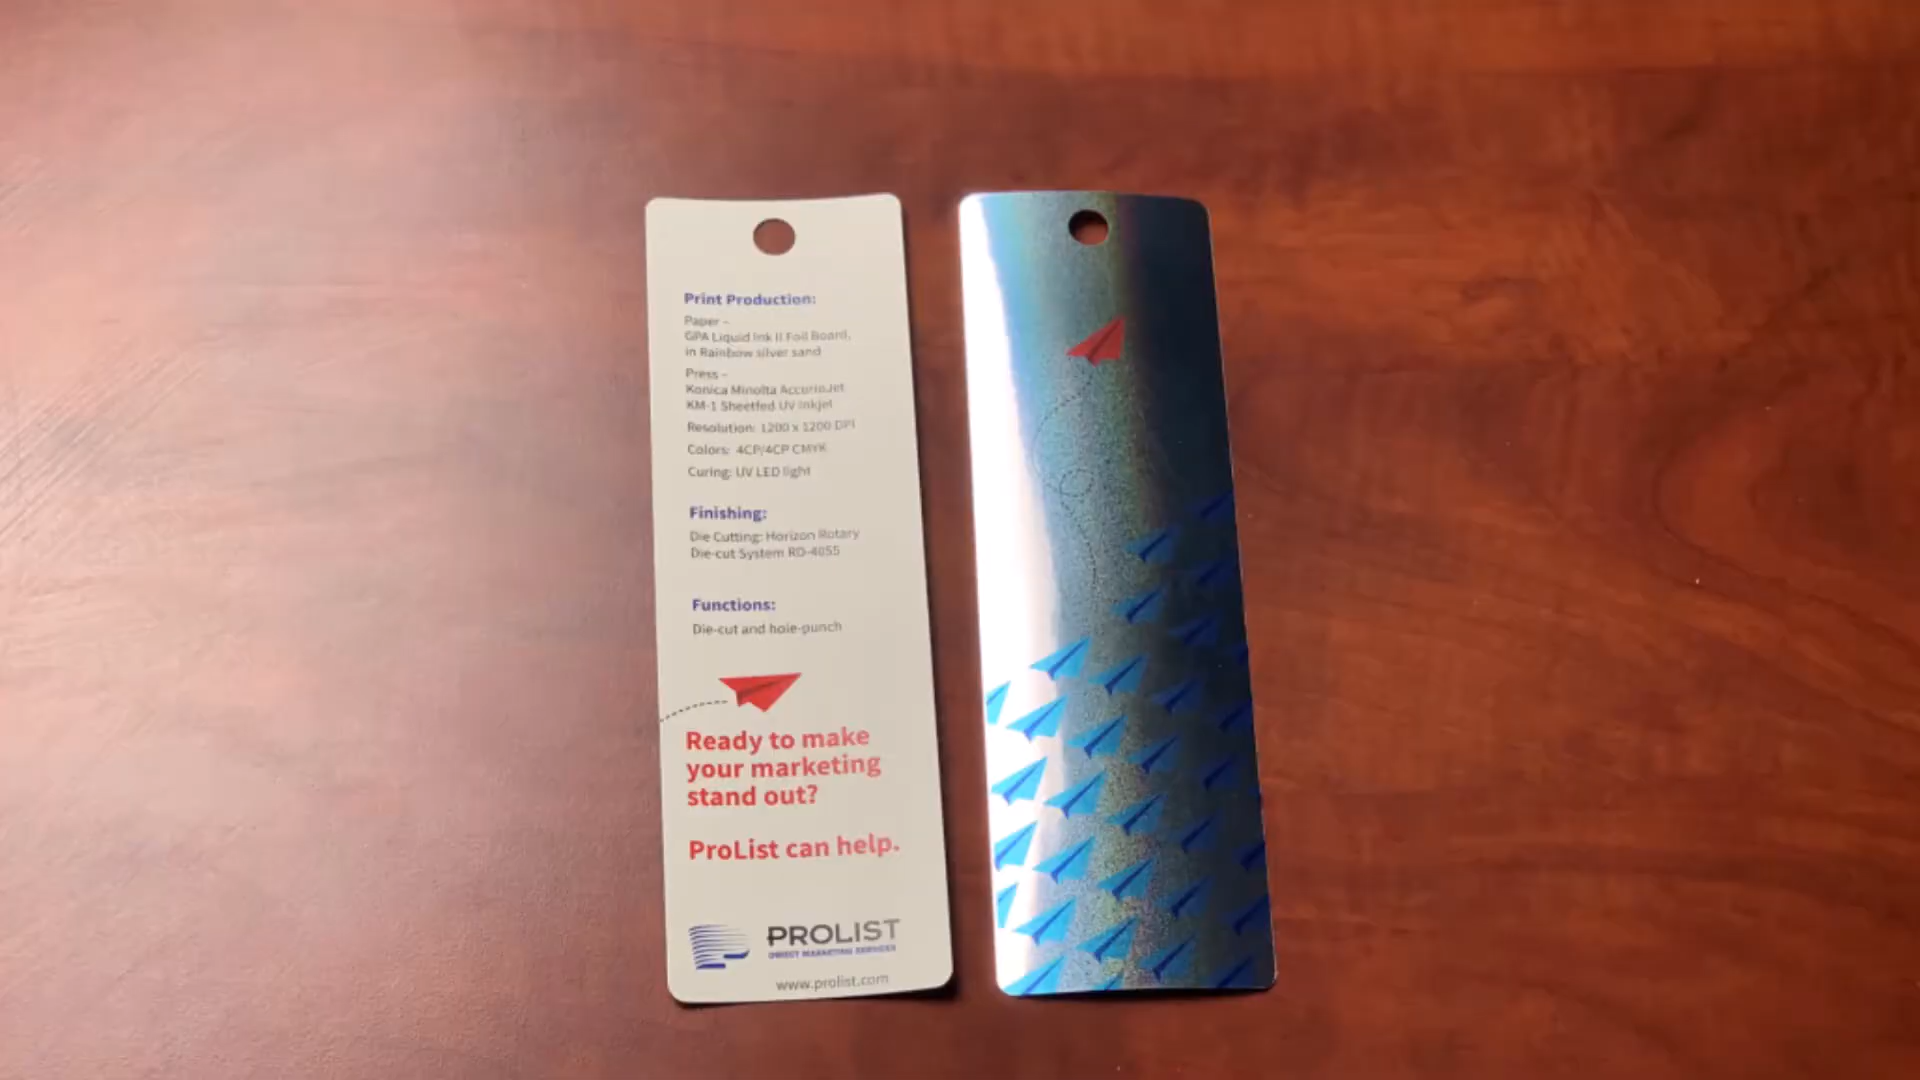 Print Production:
Paper –
GPA Liquid Ink II Foil Board,
in Rainbow silver sand
Press –
Konica Minolta AccurioJet
KM-1 Sheetfed UV Inkjet
Resolution: 1200 x 1200 DPI
Colors: 4CP/4CP CMYK
Curing: UV LED light
Finishing:
Die Cutting: Horizon Rotary
Die-cut System RD-4055
Functions:
Die-cut and hole-punch
Ready to make
your marketing
stand out?
ProList can help.
PROLIST
DIRECT MARKETING SERVICES
www.prolist.com